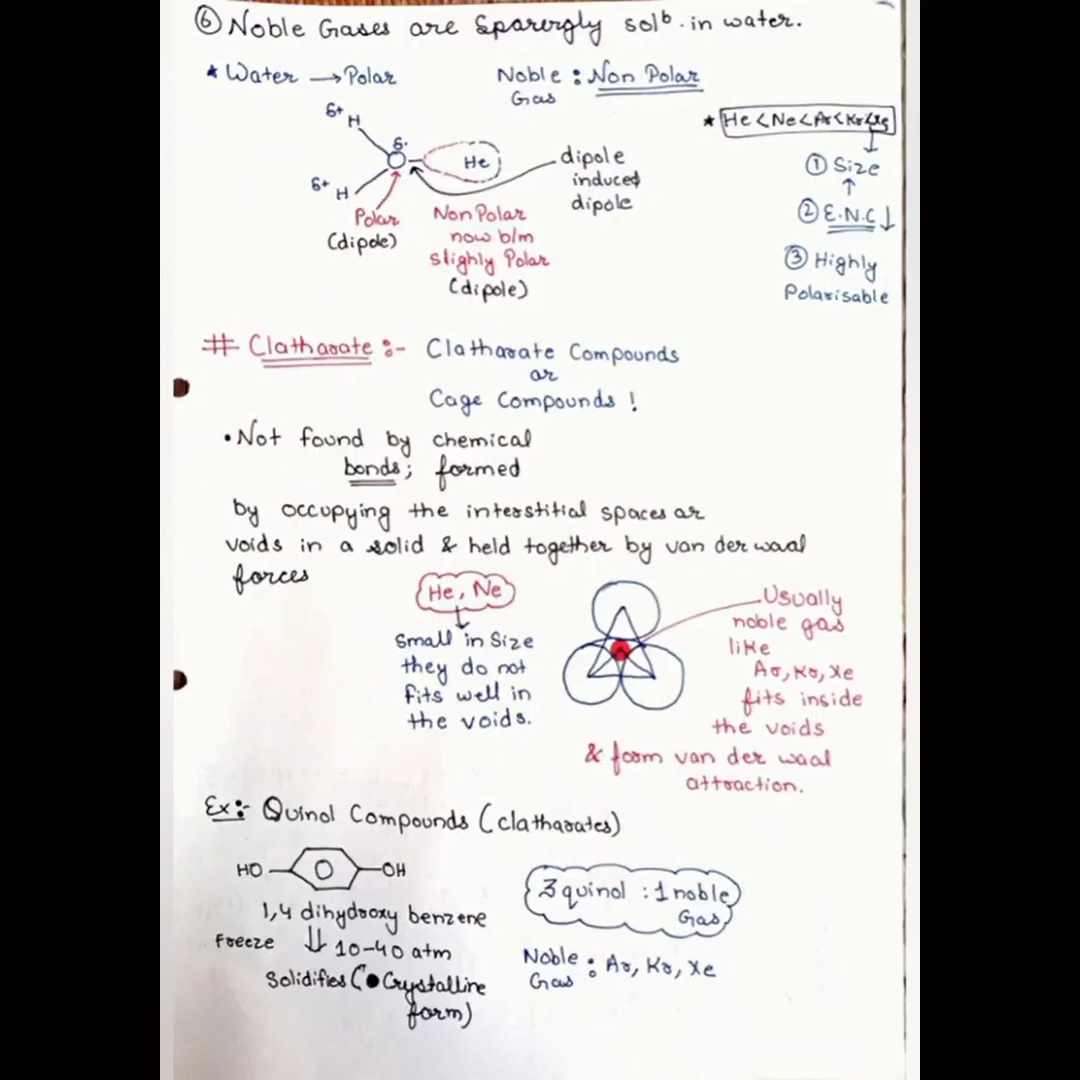 ⑥ Noble Gases are Sparergly solᵇ. in water.
* Water → Polar
Noble Gas : Non Polar
δ+ H
δ-
He
δ+ H
Polar
(dipole)
Non Polar
now b/m
slighly Polar
(dipole)
dipole
induced
dipole
* He < Ne < Ar < Kr < Xe
↓
① Size
↑
② E.N.C ↓
③ Highly
Polarisable
# Clatharate :- Clatharate Compounds
or
Cage Compounds !
• Not found by chemical
bonds; formed
by occupying the interstitial spaces or
voids in a solid & held together by van der waal
forces
He, Ne
↓
Small in Size
they do not
fits well in
the voids.
Usually
noble gas
like
Ar, Kr, Xe
fits inside
the voids
& form van der waal
attraction.
Ex:- Quinol Compounds (clatharates)
HO OH
1,4 dihydroxy benzene
Freeze ⇓ 10-40 atm
Solidifies (Crystalline
form)
3 quinol : 1 noble
Gas
Noble Gas : Ar, Kr, Xe